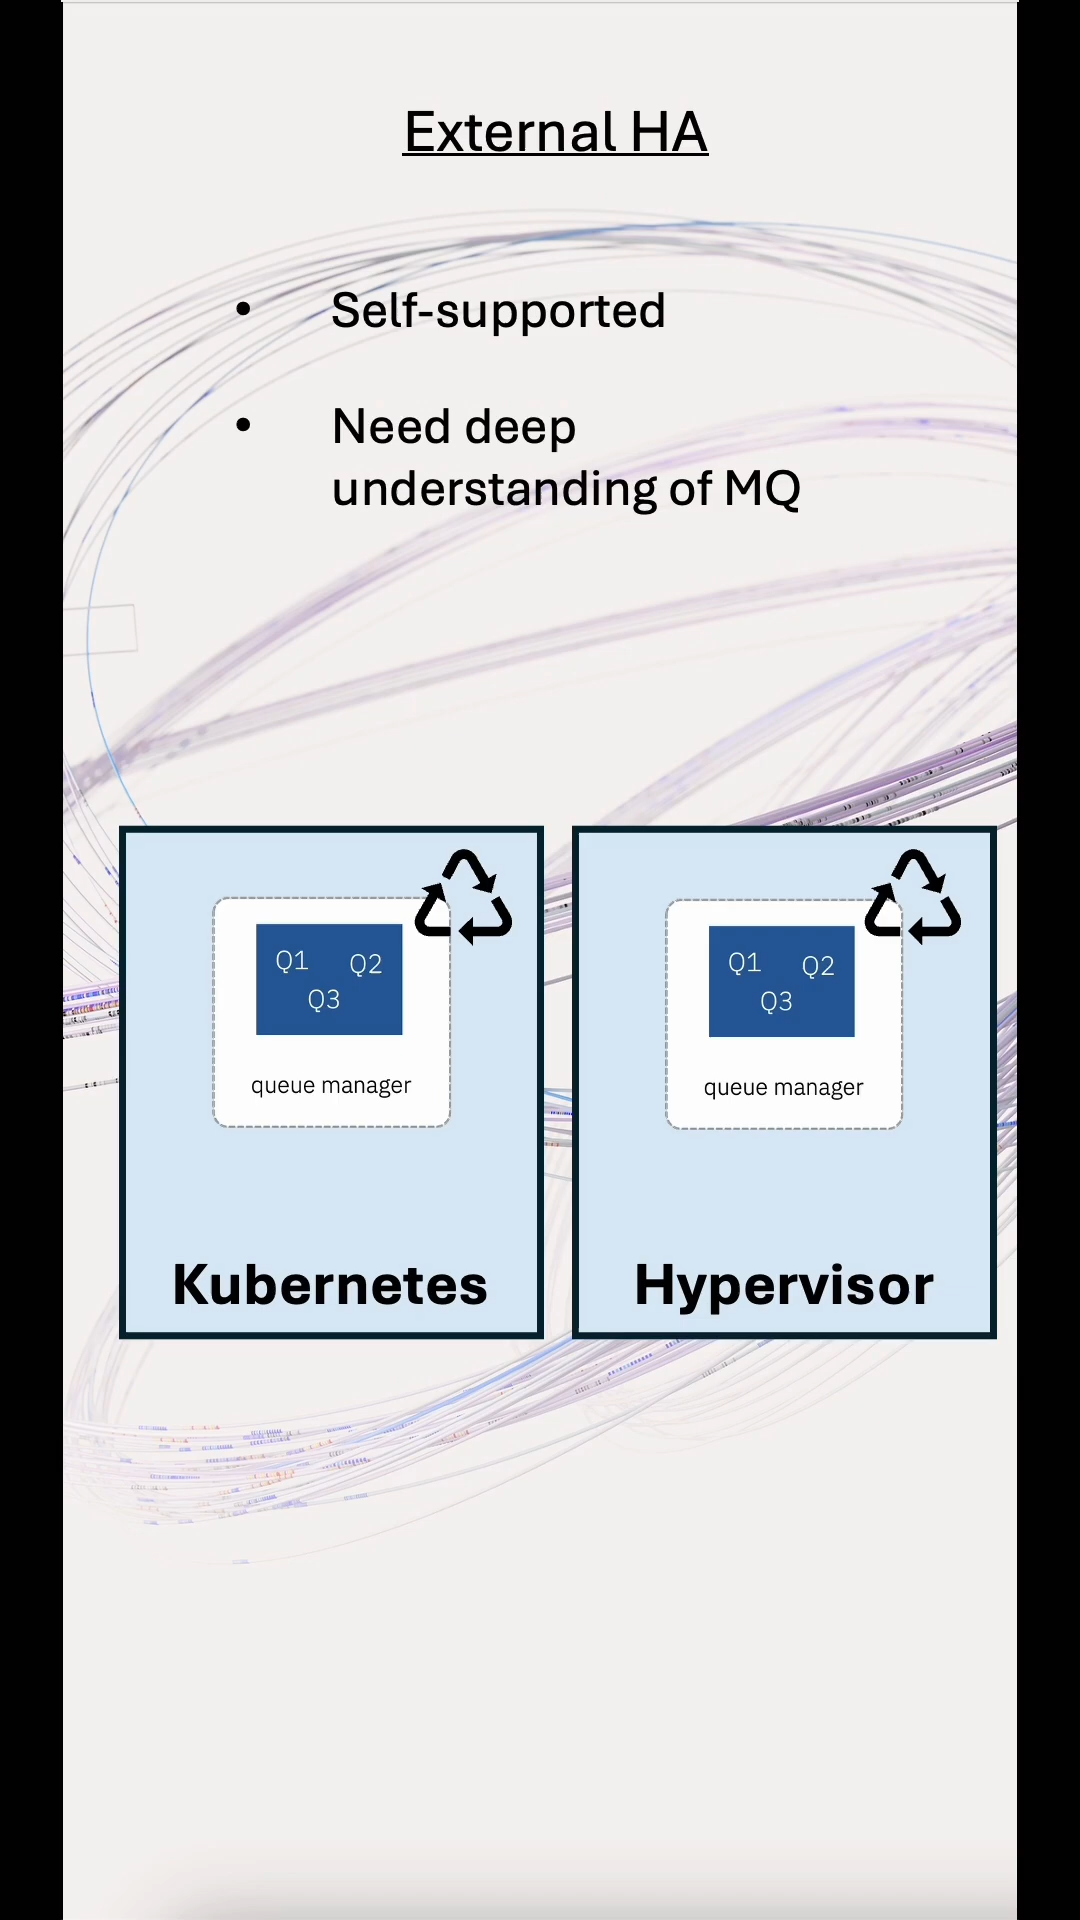 External HA
• Self-supported
• Need deep
understanding of MQ
Q1 Q2
Q3
queue manager
Kubernetes
Q1 Q2
Q3
queue manager
Hypervisor